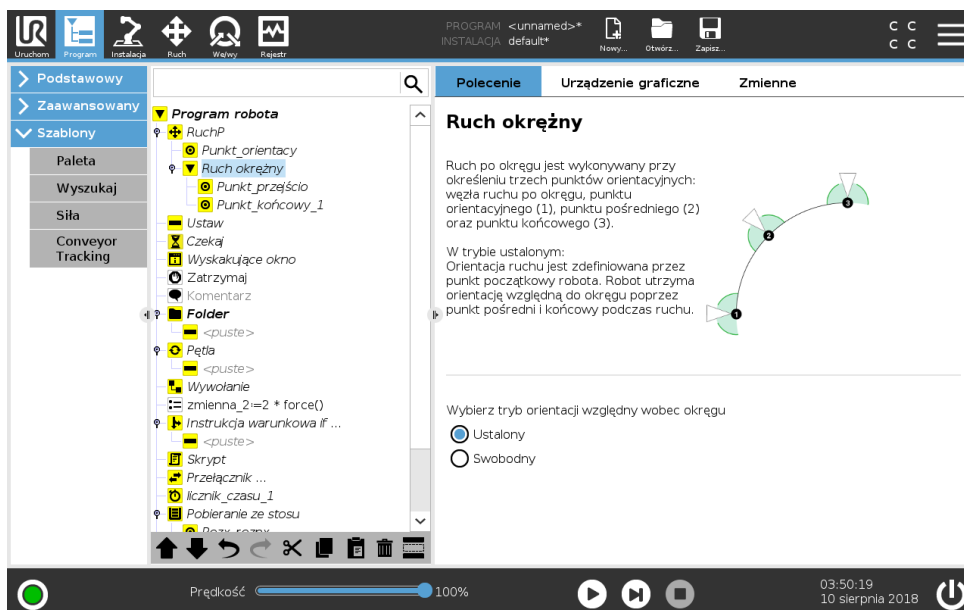 PROGRAM <unnamed>*
INSTALACJA default*
Uruchom
Program
Instalacja
Ruch
We/wy
Rejestr
Nowy...
Otwórz...
Zapisz...
C C
C C
Podstawowy
Zaawansowany
Szablony
Paleta
Wyszukaj
Siła
Conveyor
Tracking
Program robota
RuchP
Punkt_orientacy
Ruch okrężny
Punkt_przejścio
Punkt_końcowy_1
Ustaw
Czekaj
Wyskakujące okno
Zatrzymaj
Komentarz
Folder
<puste>
Pętla
<puste>
Wywołanie
zmienna_2:=2 * force()
Instrukcja warunkowa if ...
<puste>
Skrypt
Przełącznik ...
licznik_czasu_1
Pobieranie ze stosu
Polecenie
Urządzenie graficzne
Zmienne
Ruch okrężny
Ruch po okręgu jest wykonywany przy
określeniu trzech punktów orientacyjnych:
węzła ruchu po okręgu, punktu
orientacyjnego (1), punktu pośredniego (2)
oraz punktu końcowego (3).
W trybie ustalonym:
Orientacja ruchu jest zdefiniowana przez
punkt początkowy robota. Robot utrzyma
orientację względną do okręgu poprzez
punkt pośredni i końcowy podczas ruchu.
3
2
1
Wybierz tryb orientacji względny wobec okręgu
Ustalony
Swobodny
Prędkość
100%
03:50:19
10 sierpnia 2018